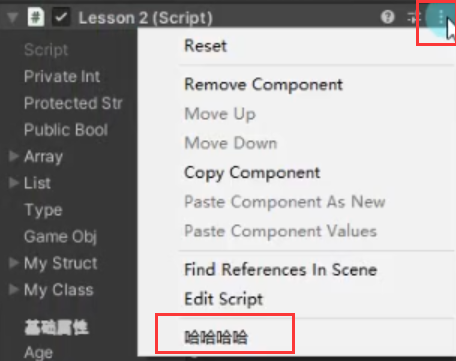 Lesson 2 (Script)
Script
Private Int
Protected Str
Public Bool
Array
List
Type
Game Obj
My Struct
My Class
基础属性
Age
Reset
Remove Component
Move Up
Move Down
Copy Component
Paste Component As New
Paste Component Values
Find References In Scene
Edit Script
哈哈哈哈